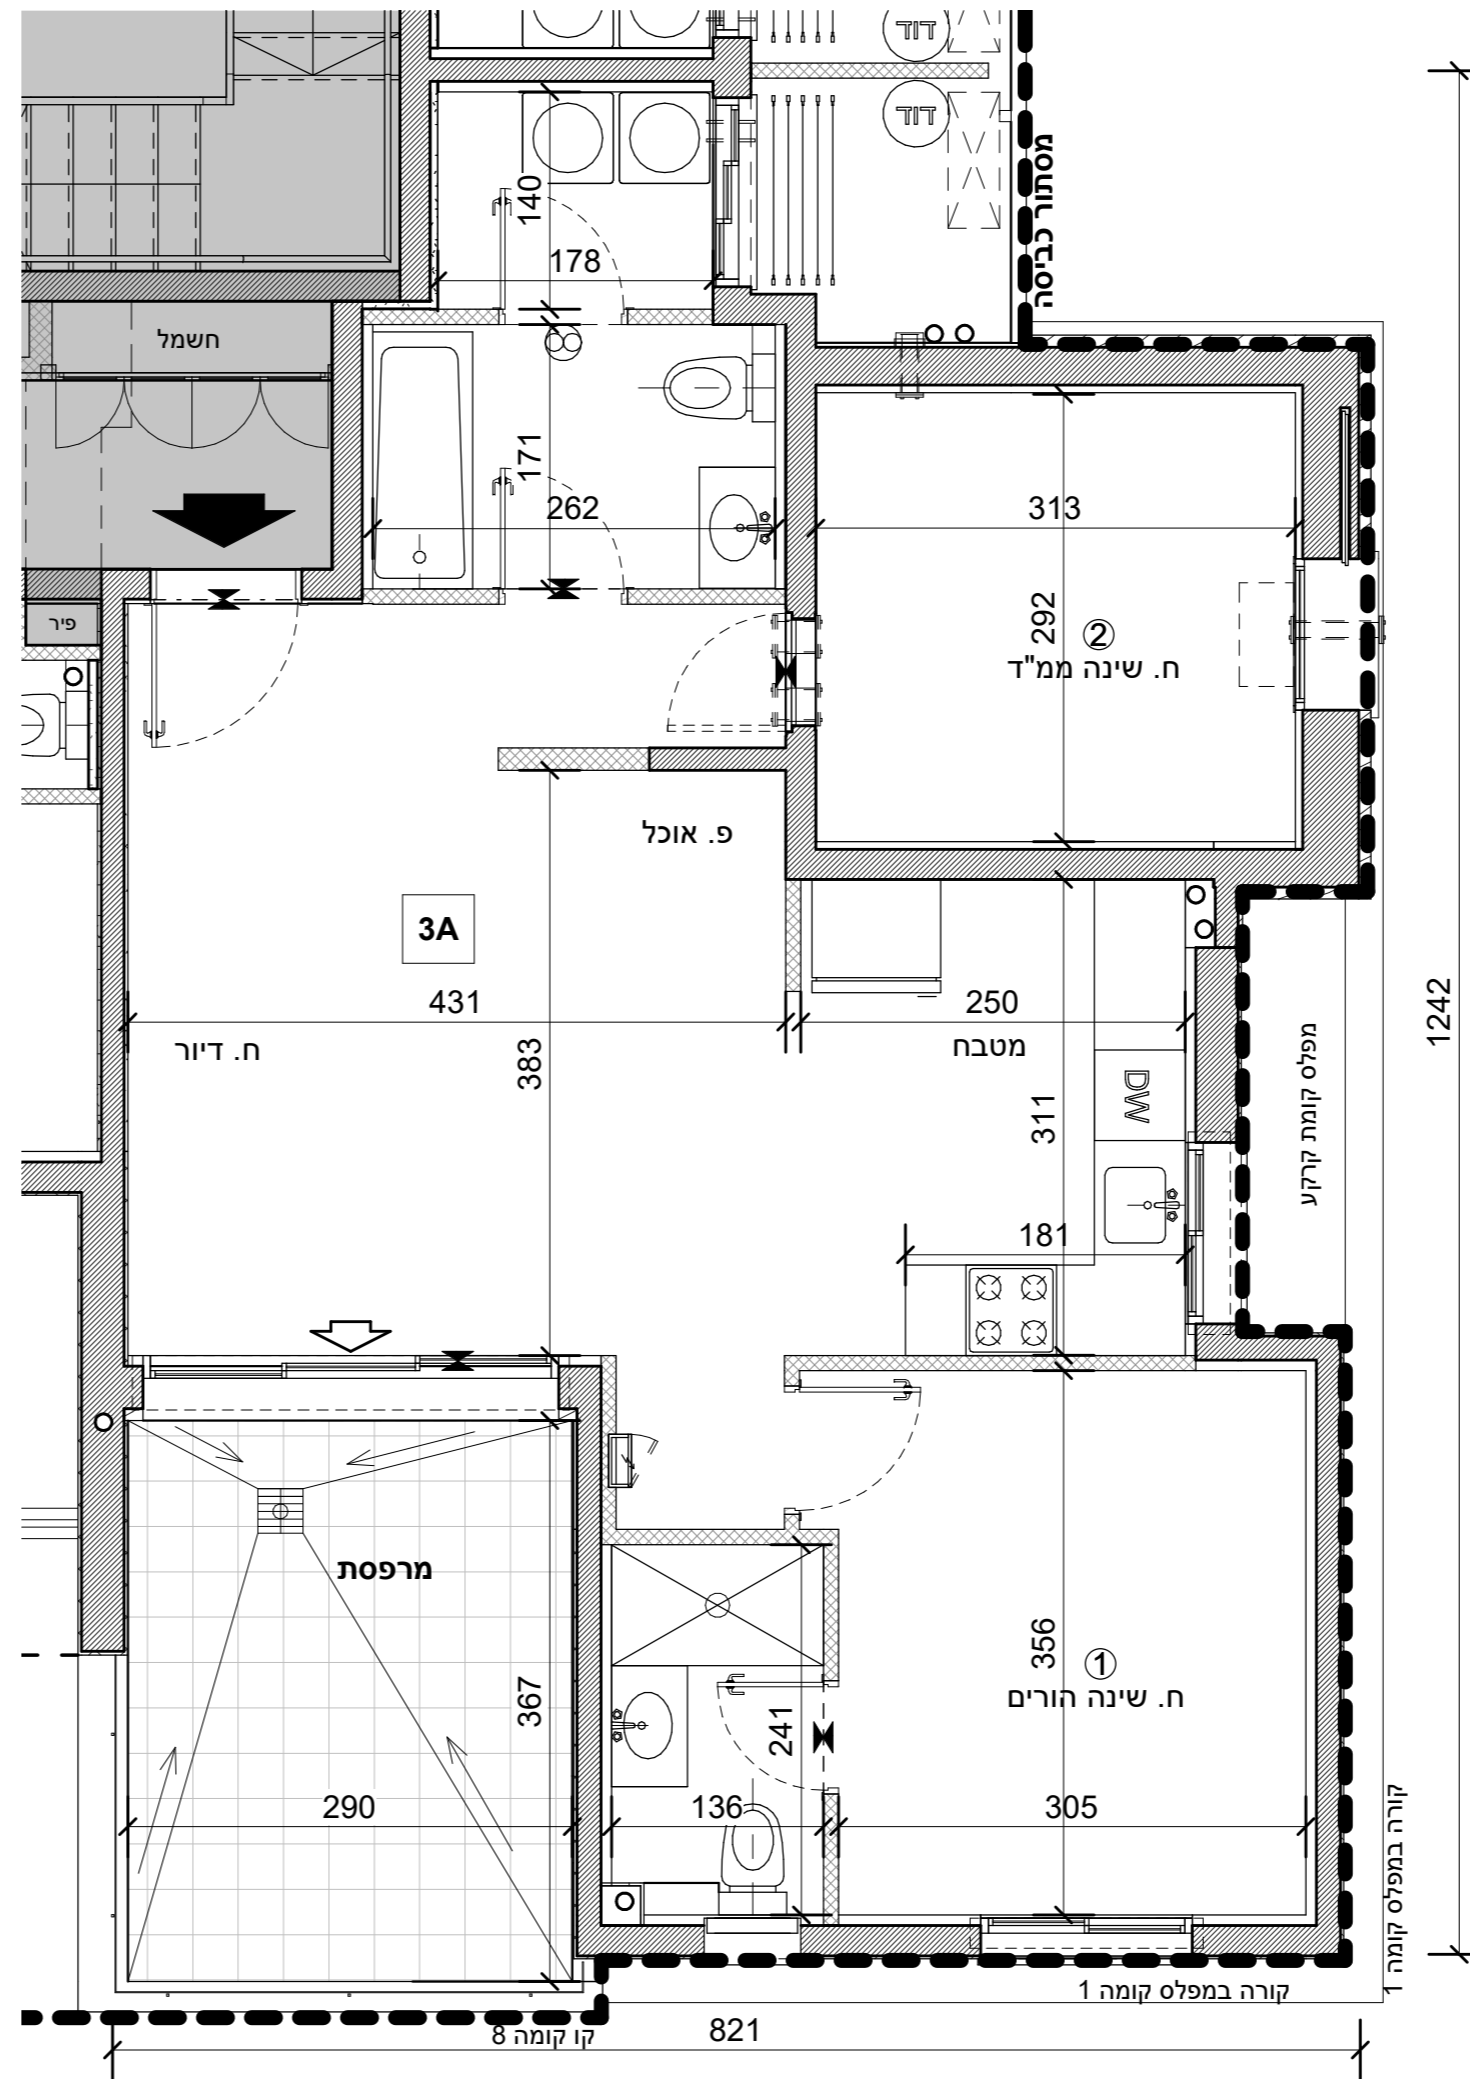 דוד
דוד
מסתור כביסה
140
178
חשמל
171
262
313
292
2
ח. שינה ממ"ד
פיר
פ. אוכל
3A
431
250
ח. דיור
מטבח
383
311
DW
181
מפלס קומת קרקע
1242
מרפסת
356
1
ח. שינה הורים
367
241
290
136
305
קורה במפלס קומה 1
קורה במפלס קומה 1
קו קומה 8
821